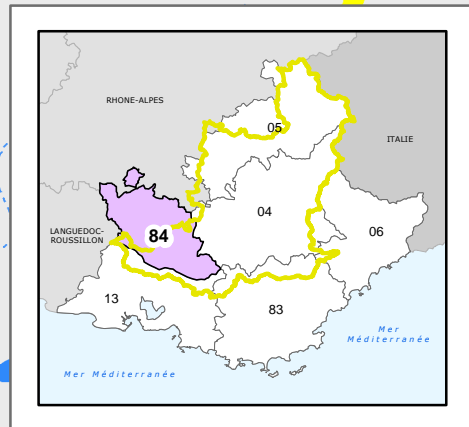 RHONE-ALPES
05
ITALIE
04
LANGUEDOC-
ROUSSILLON
84
06
13
83
Mer
Méditerranée
Mer Méditerranée